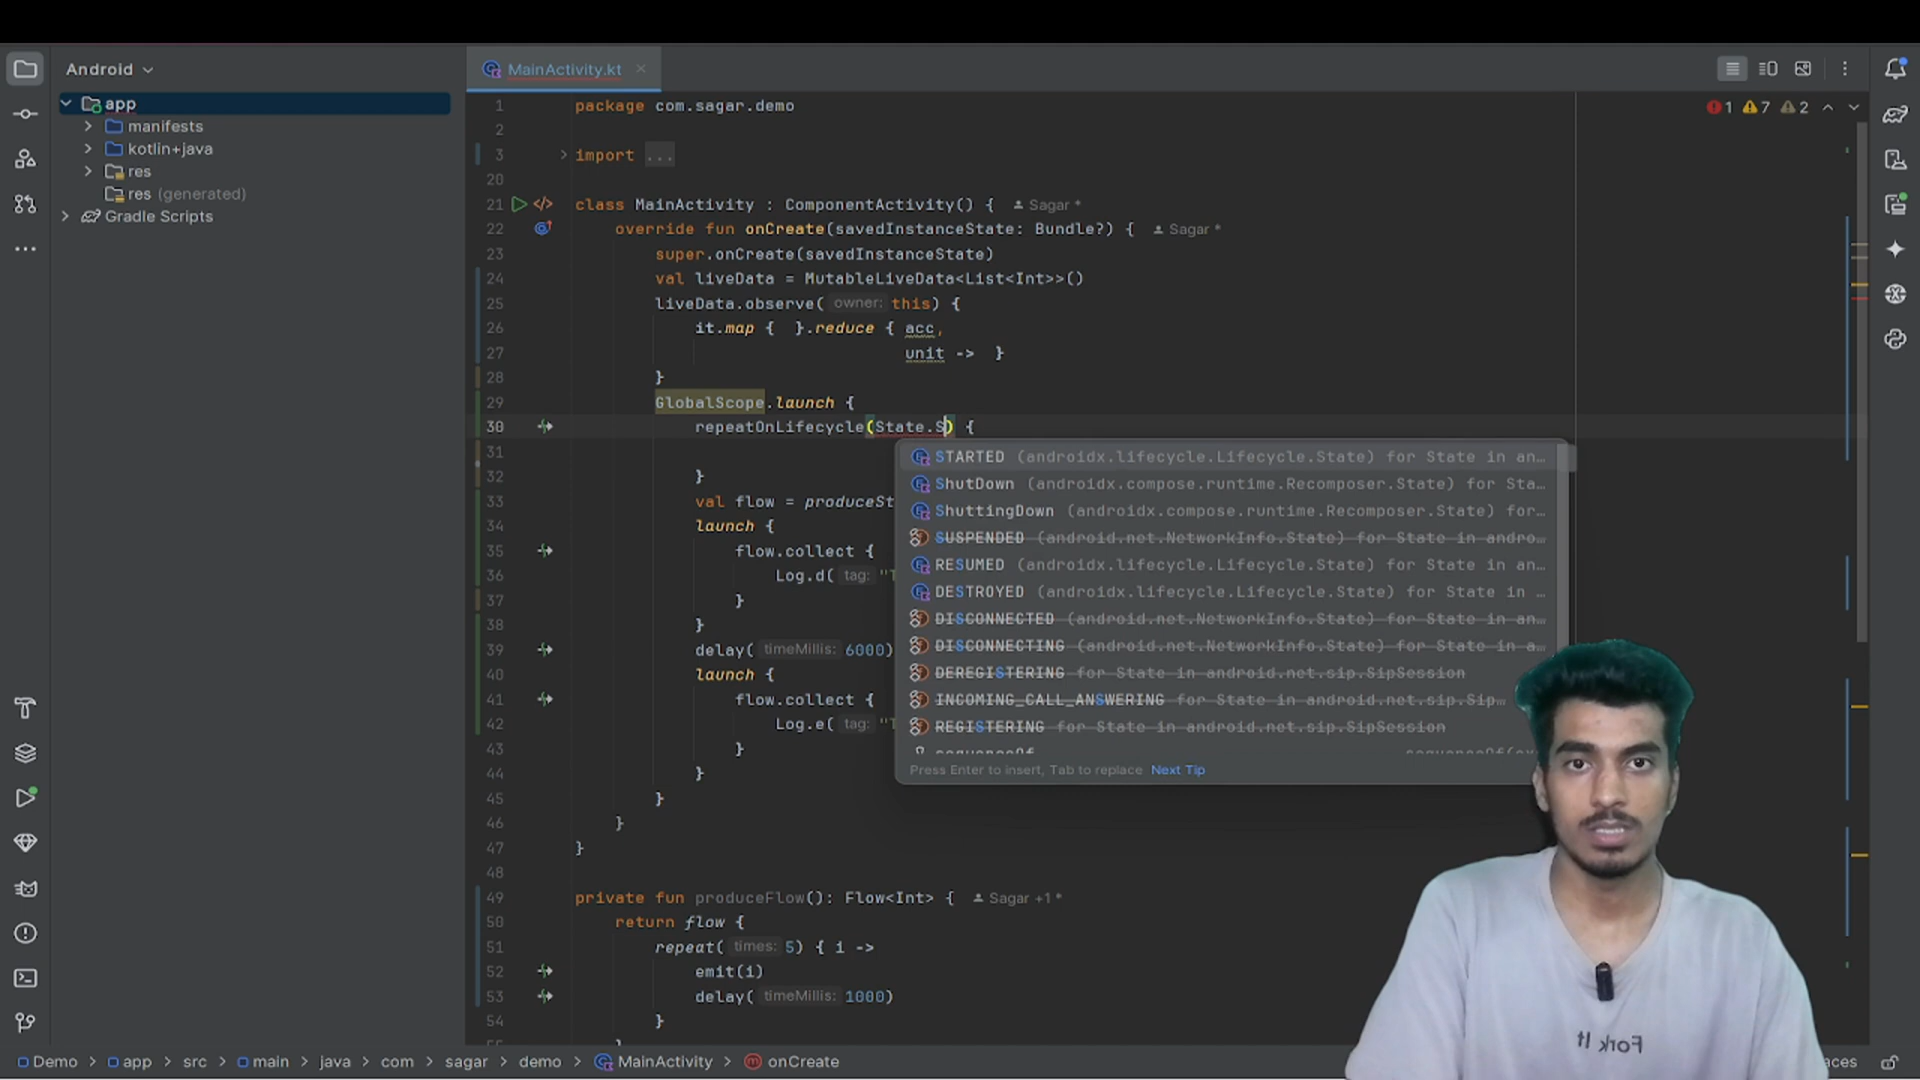 Android
app
manifests
kotlin+java
res
res (generated)
Gradle Scripts
MainActivity.kt
1 7 2
1 package com.sagar.demo
2
3 import ...
20
21 class MainActivity : ComponentActivity() { Sagar *
22 override fun onCreate(savedInstanceState: Bundle?) { Sagar *
23 super.onCreate(savedInstanceState)
24 val liveData = MutableLiveData<List<Int>>()
25 liveData.observe( owner: this) {
26 it.map { }.reduce { acc,
27 unit -> }
28 }
29 GlobalScope.launch {
30 repeatOnLifecycle(State.S) {
31
32 }
33 val flow = produceSt
34 launch {
35 flow.collect {
36 Log.d( tag: "T
37 }
38 }
39 delay( timeMillis: 6000)
40 launch {
41 flow.collect {
42 Log.e( tag: "T
43 }
44 }
45 }
46 }
47 }
48
49 private fun produceFlow(): Flow<Int> { Sagar +1 *
50 return flow {
51 repeat( times: 5) { i ->
52 emit(i)
53 delay( timeMillis: 1000)
54 }
}
STARTED (androidx.lifecycle.Lifecycle.State) for State in an...
ShutDown (androidx.compose.runtime.Recomposer.State) for Sta...
ShuttingDown (androidx.compose.runtime.Recomposer.State) for...
SUSPENDED (android.net.NetworkInfo.State) for State in andro...
RESUMED (androidx.lifecycle.Lifecycle.State) for State in an...
DESTROYED (androidx.lifecycle.Lifecycle.State) for State in ...
DISCONNECTED (android.net.NetworkInfo.State) for State in an...
DISCONNECTING (android.net.NetworkInfo.State) for State in a...
DEREGISTERING for State in android.net.sip.SipSession
INCOMING_CALL_ANSWERING for State in android.net.sip.Sip...
REGISTERING for State in android.net.sip.SipSession
Press Enter to insert, Tab to replace Next Tip
Fork It
Demo > app > src > main > java > com > sagar > demo > MainActivity > onCreate
aces